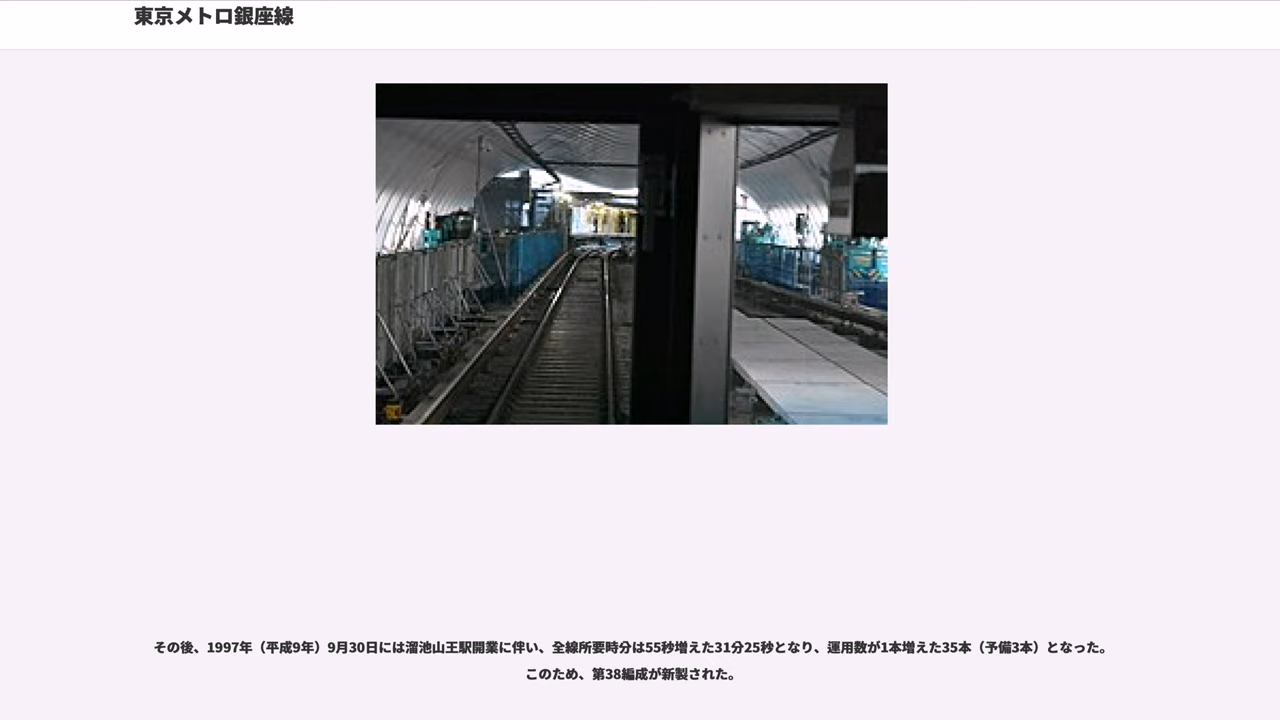 東京メトロ銀座線
その後、1997年（平成9年）9月30日には溜池山王駅開業に伴い、全線所要時分は55秒増えた31分25秒となり、運用数が1本増えた35本（予備3本）となった。
このため、第38編成が新製された。